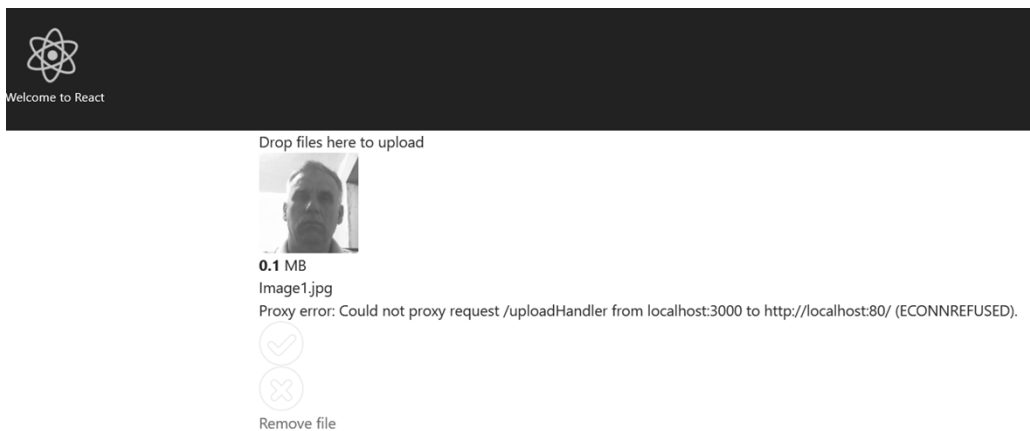 Welcome to React
Drop files here to upload
0.1 MB
Image1.jpg
Proxy error: Could not proxy request /uploadHandler from localhost:3000 to http://localhost:80/ (ECONNREFUSED).
Remove file